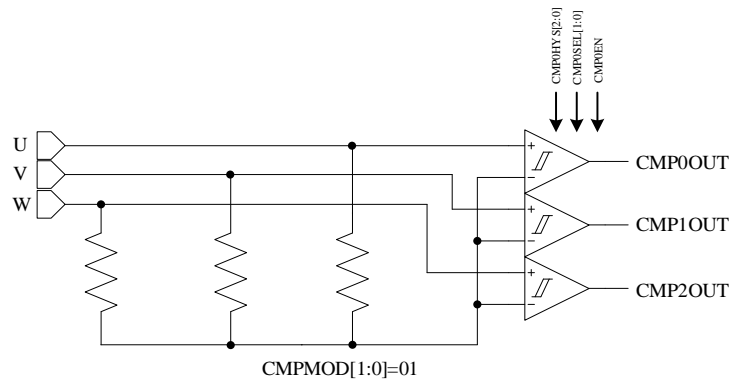 CMP0HYS[2:0]
CMP0SEL[1:0]
CMP0EN
U
V
W
+
−
CMP0OUT
+
−
CMP1OUT
+
−
CMP2OUT
CMPMOD[1:0]=01